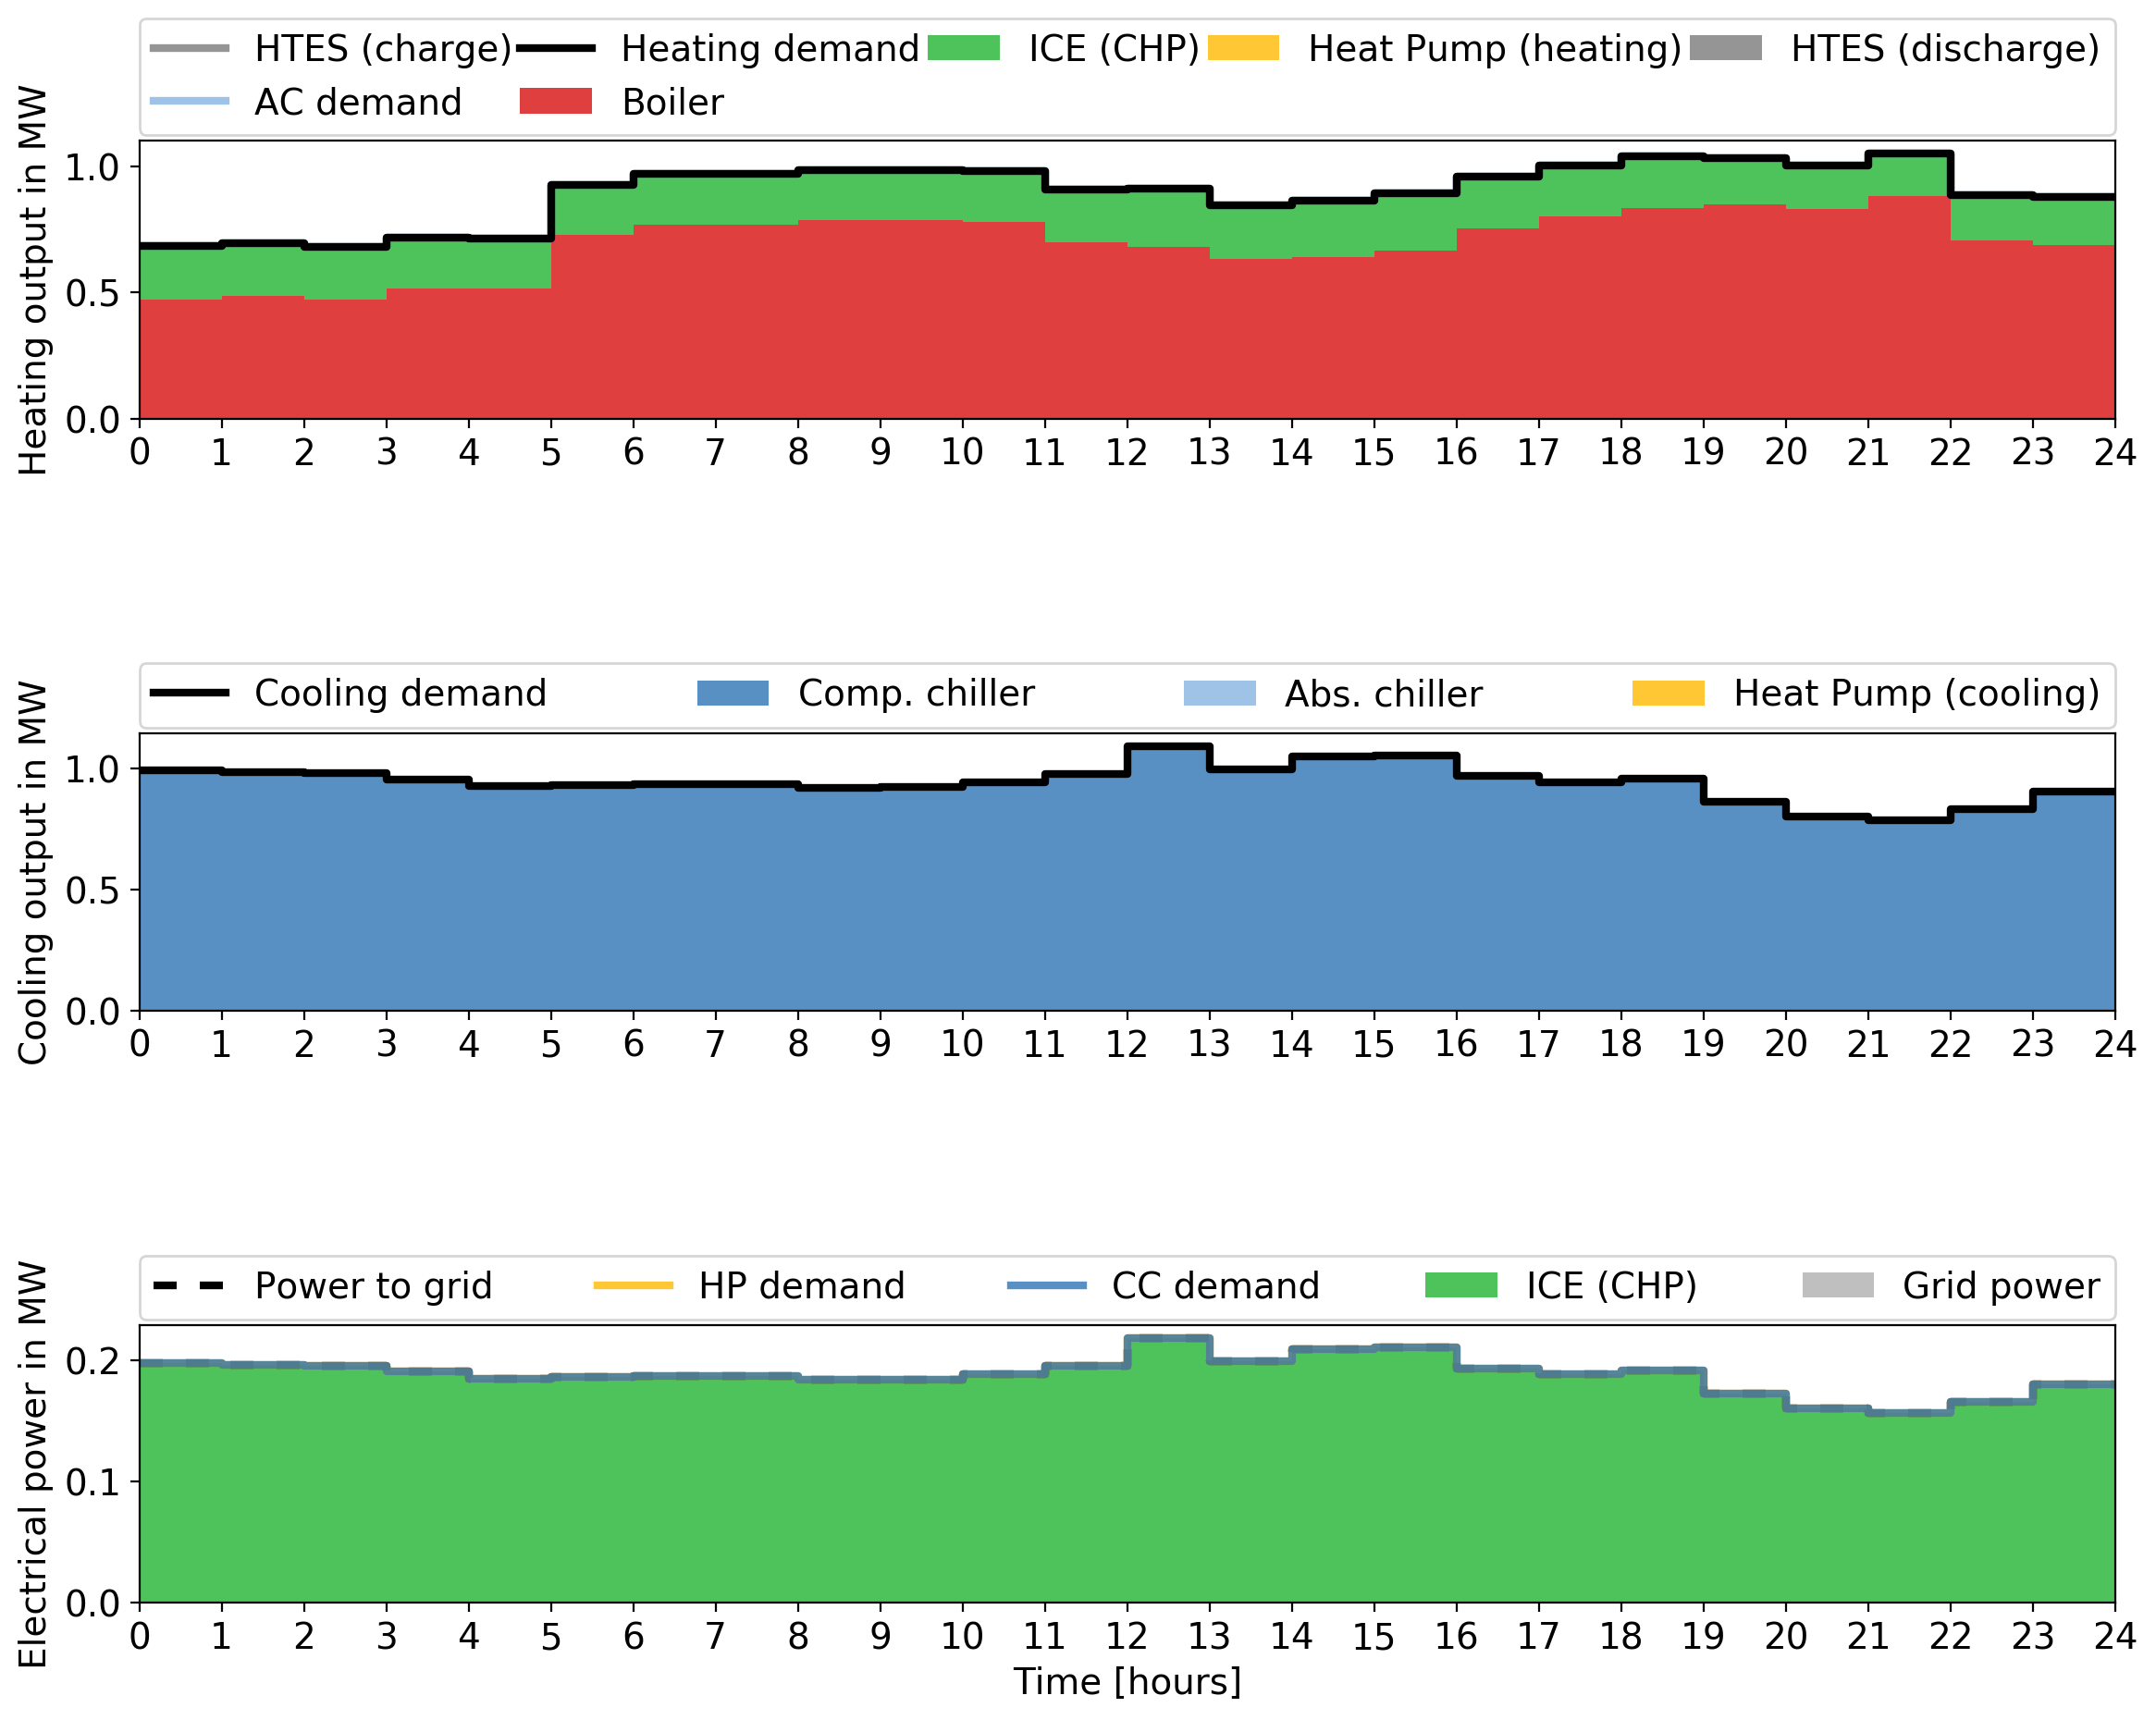 HTES (charge) Heating demand ICE (CHP) Heat Pump (heating) HTES (discharge)
AC demand Boiler
Heating output in MW
1.0
0.5
0.0
0 1 2 3 4 5 6 7 8 9 10 11 12 13 14 15 16 17 18 19 20 21 22 23 24
Cooling demand Comp. chiller Abs. chiller Heat Pump (cooling)
Cooling output in MW
1.0
0.5
0.0
0 1 2 3 4 5 6 7 8 9 10 11 12 13 14 15 16 17 18 19 20 21 22 23 24
Power to grid HP demand CC demand ICE (CHP) Grid power
Electrical power in MW
0.2
0.1
0.0
0 1 2 3 4 5 6 7 8 9 10 11 12 13 14 15 16 17 18 19 20 21 22 23 24
Time [hours]